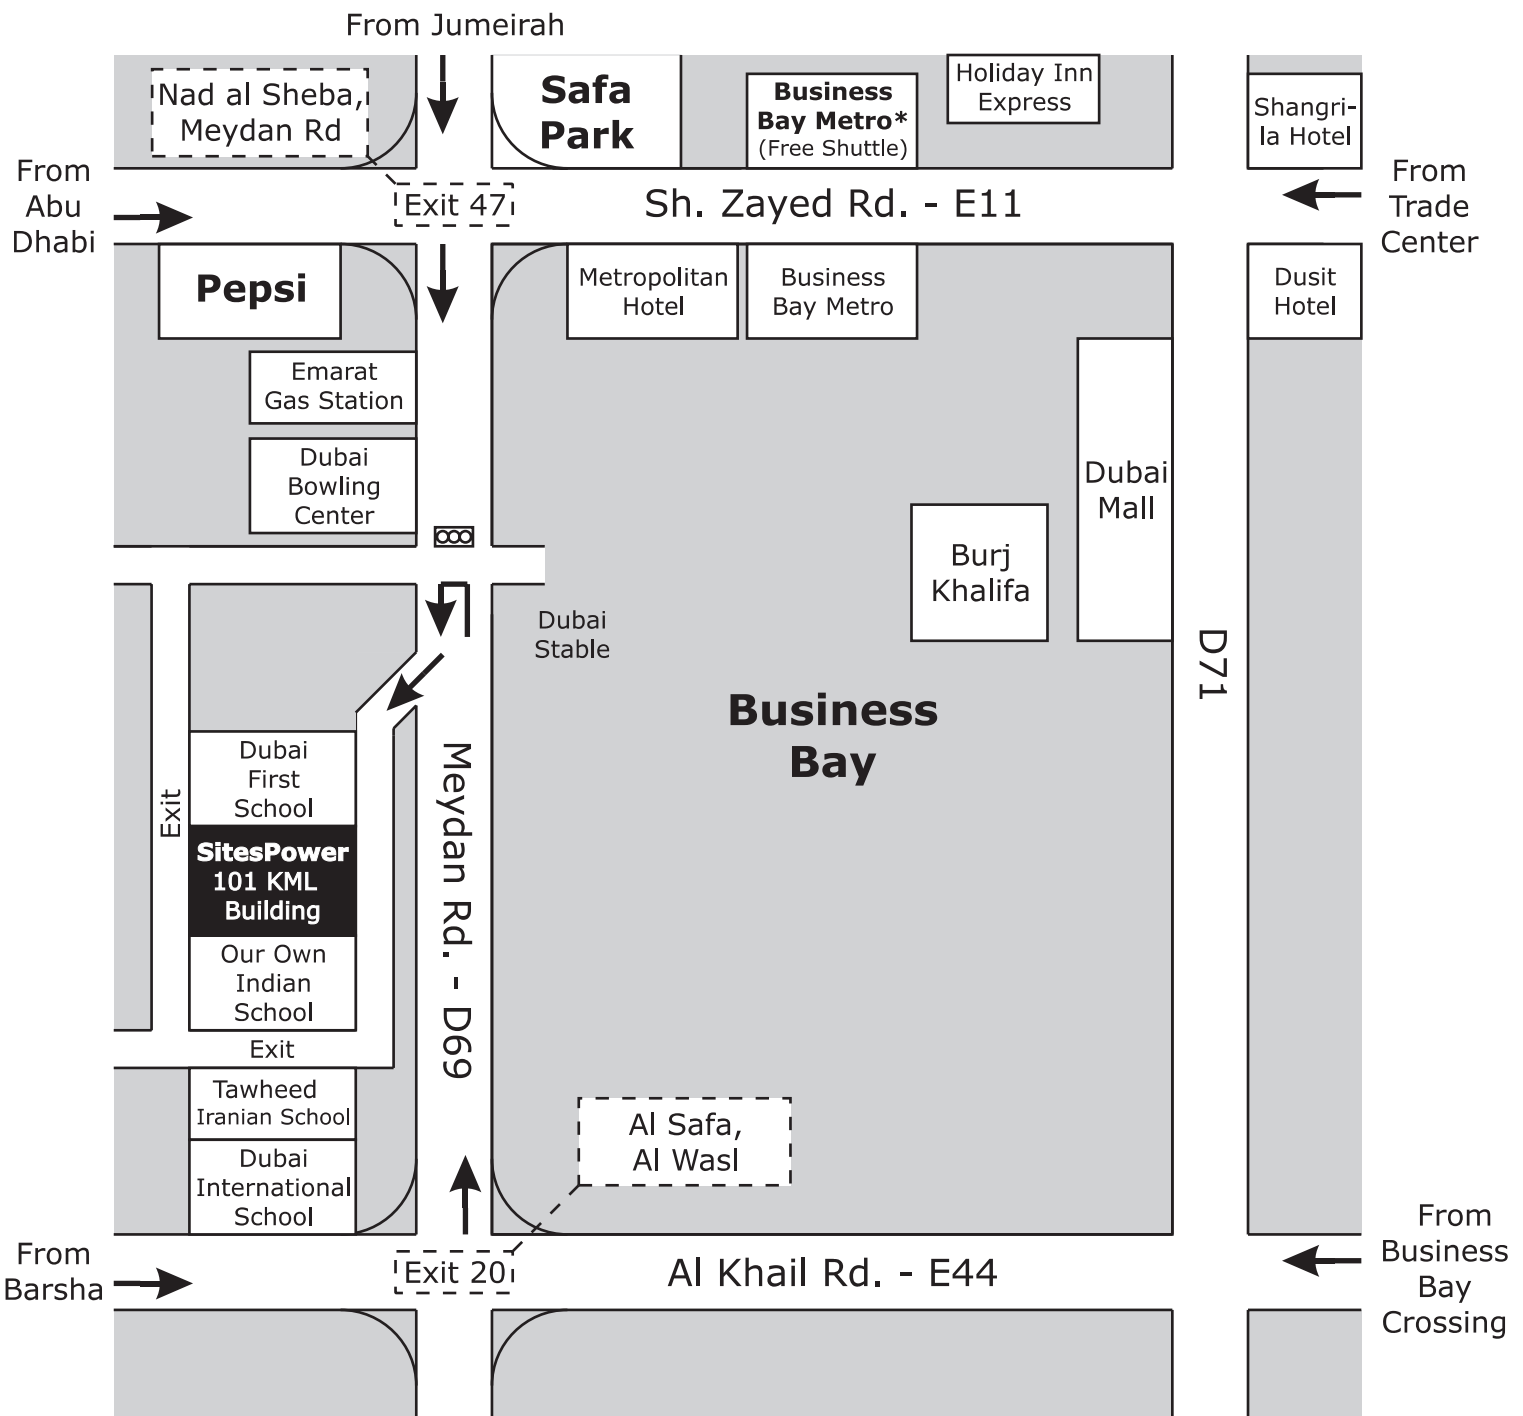 From Jumeirah
Nad al Sheba,
Meydan Rd
Safa
Park
Business
Bay Metro*
(Free Shuttle)
Holiday Inn
Express
Shangri-
la Hotel
From
Abu
Dhabi
Exit 47
Sh. Zayed Rd. - E11
From
Trade
Center
Pepsi
Metropolitan
Hotel
Business
Bay Metro
Dusit
Hotel
Emarat
Gas Station
Dubai
Bowling
Center
Dubai
Mall
Burj
Khalifa
Dubai
Stable
D71
Business
Bay
Dubai
First
School
Exit
SitesPower
101 KML
Building
Meydan Rd. - D69
Our Own
Indian
School
Exit
Tawheed
Iranian School
Al Safa,
Al Wasl
Dubai
International
School
From
Barsha
Exit 20
Al Khail Rd. - E44
From
Business
Bay
Crossing